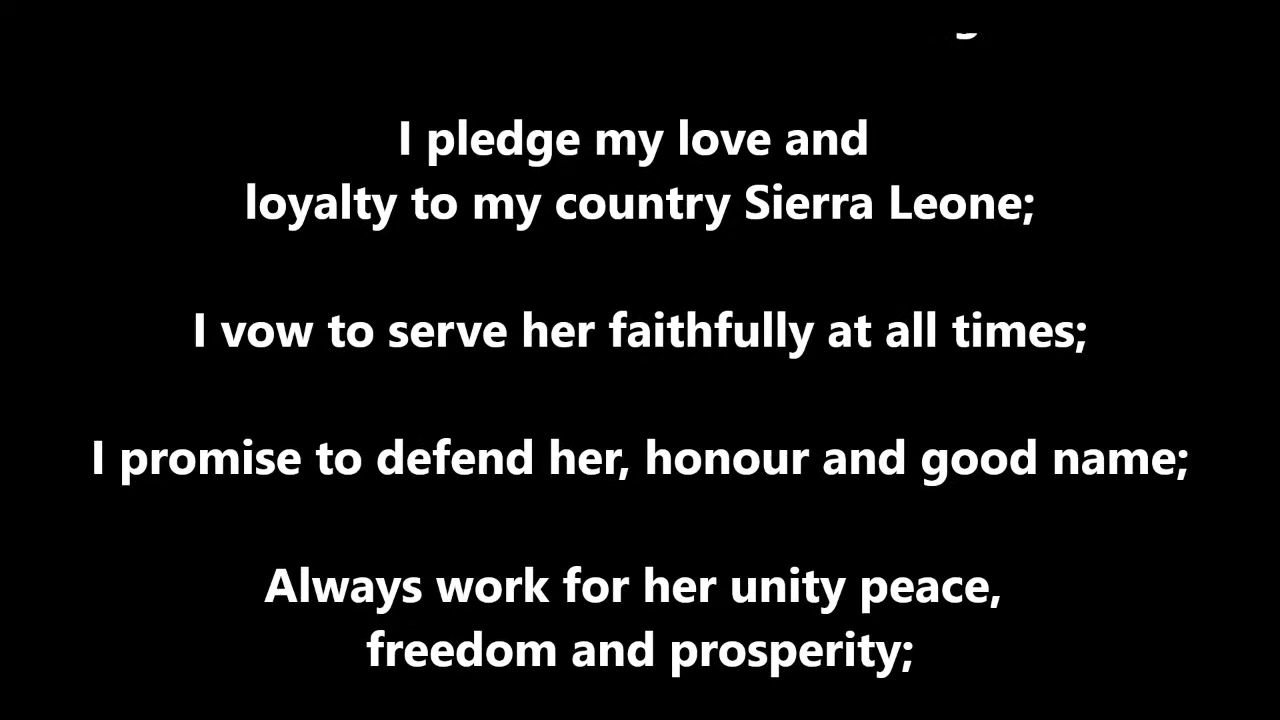 I pledge my love and
loyalty to my country Sierra Leone;
I vow to serve her faithfully at all times;
I promise to defend her, honour and good name;
Always work for her unity peace,
freedom and prosperity;